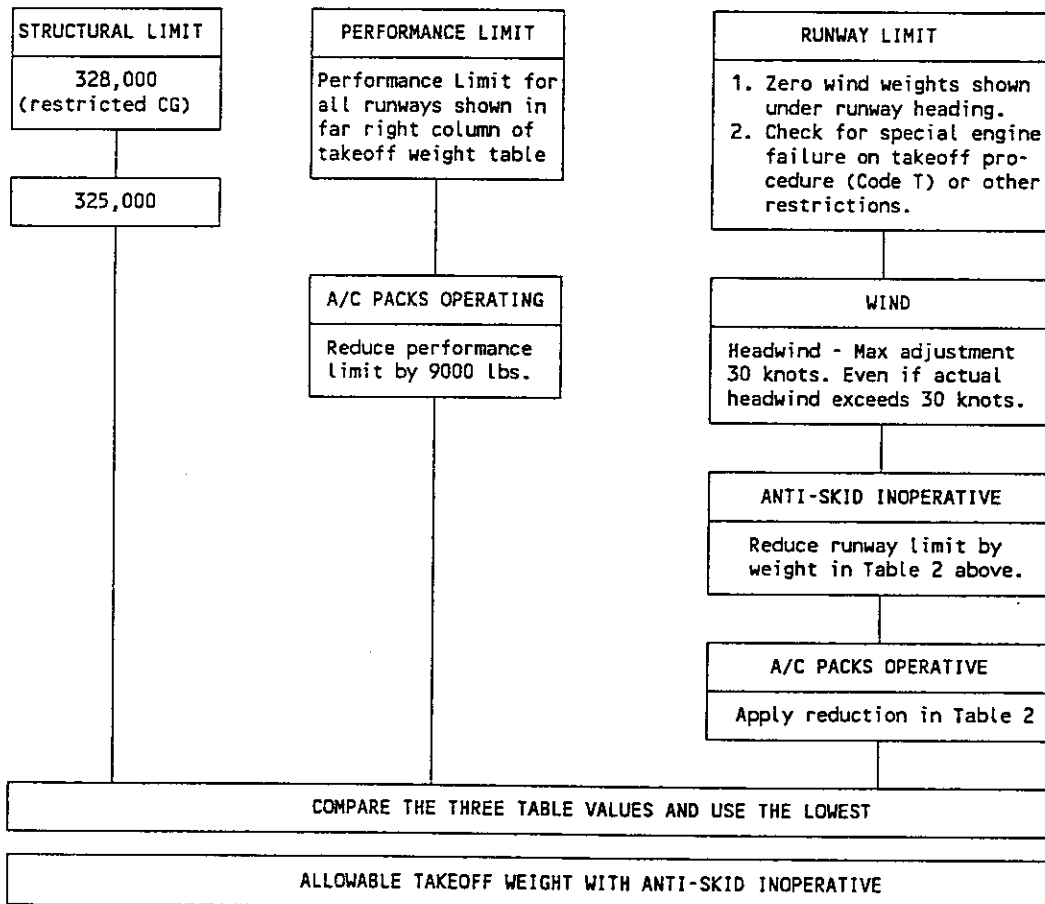 STRUCTURAL LIMIT
328,000
(restricted CG)
325,000
PERFORMANCE LIMIT
Performance Limit for
all runways shown in
far right column of
takeoff weight table
A/C PACKS OPERATING
Reduce performance
limit by 9000 lbs.
RUNWAY LIMIT
1. Zero wind weights shown
under runway heading.
2. Check for special engine
failure on takeoff pro-
cedure (Code T) or other
restrictions.
WIND
Headwind - Max adjustment
30 knots. Even if actual
headwind exceeds 30 knots.
ANTI-SKID INOPERATIVE
Reduce runway limit by
weight in Table 2 above.
A/C PACKS OPERATIVE
Apply reduction in Table 2
COMPARE THE THREE TABLE VALUES AND USE THE LOWEST
ALLOWABLE TAKEOFF WEIGHT WITH ANTI-SKID INOPERATIVE